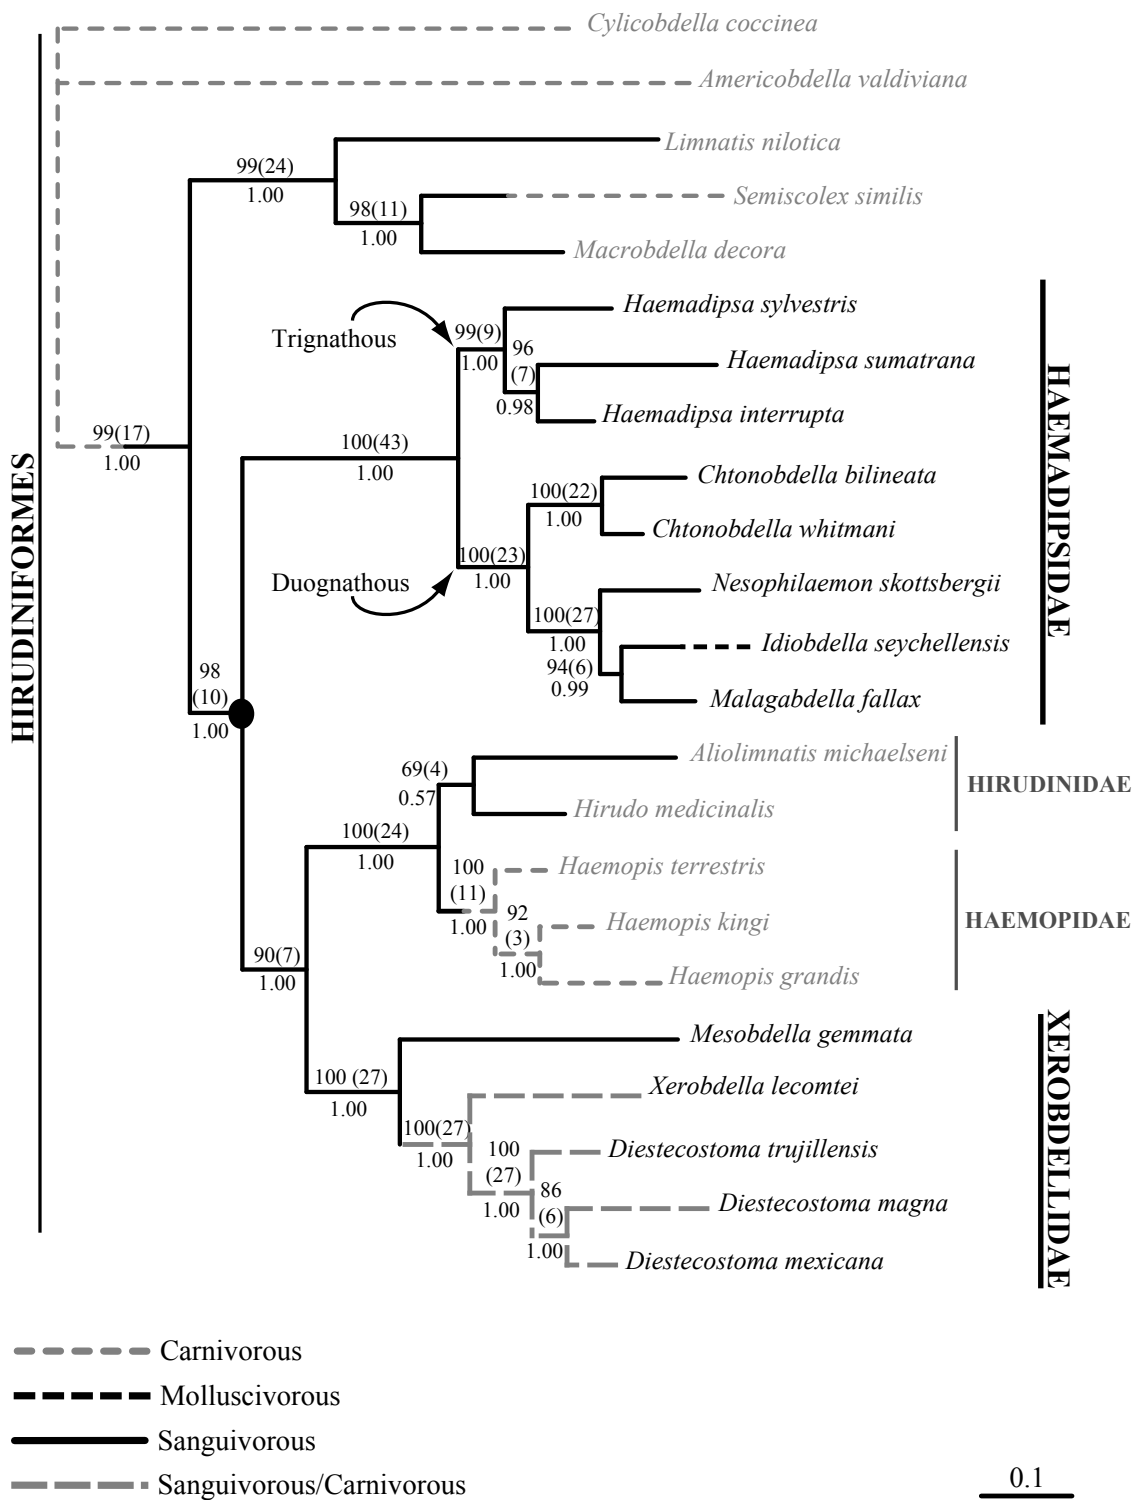 Cylicobdella coccinea
Americobdella valdiviana
Limnatis nilotica
99(24)
1.00
Semiscolex similis
98(11)
1.00
Macrobdella decora
Haemadipsa sylvestris
Trignathous
99(9)
1.00
96
(7)
0.98
Haemadipsa sumatrana
Haemadipsa interrupta
99(17)
1.00
100(43)
1.00
Chtonobdella bilineata
100(22)
1.00
Chtonobdella whitmani
100(23)
1.00
Duognathous
Nesophilaemon skottsbergii
100(27)
1.00
Idiobdella seychellensis
94(6)
0.99
Malagabdella fallax
98
(10)
1.00
HIRUDINIFORMES
HAEMADIPSIDAE
Aliolimnatis michaelseni
69(4)
0.57
HIRUDINIDAE
Hirudo medicinalis
100(24)
1.00
Haemopis terrestris
100
(11)
1.00
92
(3)
1.00
Haemopis kingi
HAEMOPIDAE
Haemopis grandis
90(7)
1.00
Mesobdella gemmata
100 (27)
1.00
Xerobdella lecomtei
100(27)
1.00
Diestecostoma trujillensis
100
(27)
1.00
86
(6)
1.00
Diestecostoma magna
Diestecostoma mexicana
XEROBDELLIDAE
Carnivorous
Molluscivorous
Sanguivorous
Sanguivorous/Carnivorous
0.1